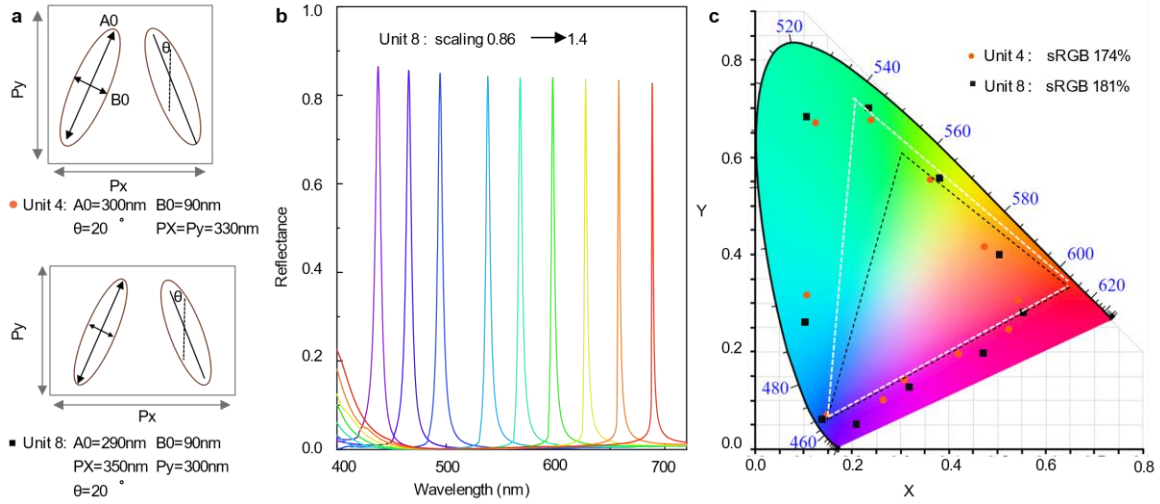 a
A0
θ
B0
Py
Px
Unit 4: A0=300nm B0=90nm
θ=20 ° PX=Py=330nm
θ
Py
Px
Unit 8: A0=290nm B0=90nm
PX=350nm Py=300nm
θ=20 °
b
Unit 8 : scaling 0.86 → 1.4
Reflectance
1.0
0.8
0.6
0.4
0.2
0.0
400 500 600 700
Wavelength (nm)
c
Unit 4 : sRGB 174%
Unit 8 : sRGB 181%
520
540
560
580
600
620
480
460
Y
0.8
0.6
0.4
0.2
0.0
0.0 0.2 0.4 0.6 0.8
X